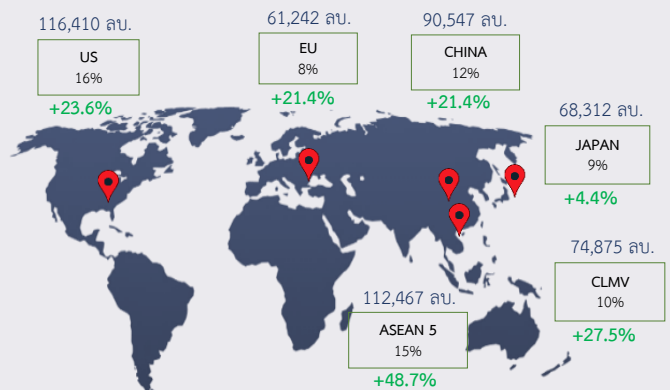 116,410 ลบ.
US
16%
+23.6%
61,242 ลบ.
EU
8%
+21.4%
90,547 ลบ.
CHINA
12%
+21.4%
68,312 ลบ.
JAPAN
9%
+4.4%
74,875 ลบ.
CLMV
10%
+27.5%
112,467 ลบ.
ASEAN 5
15%
+48.7%